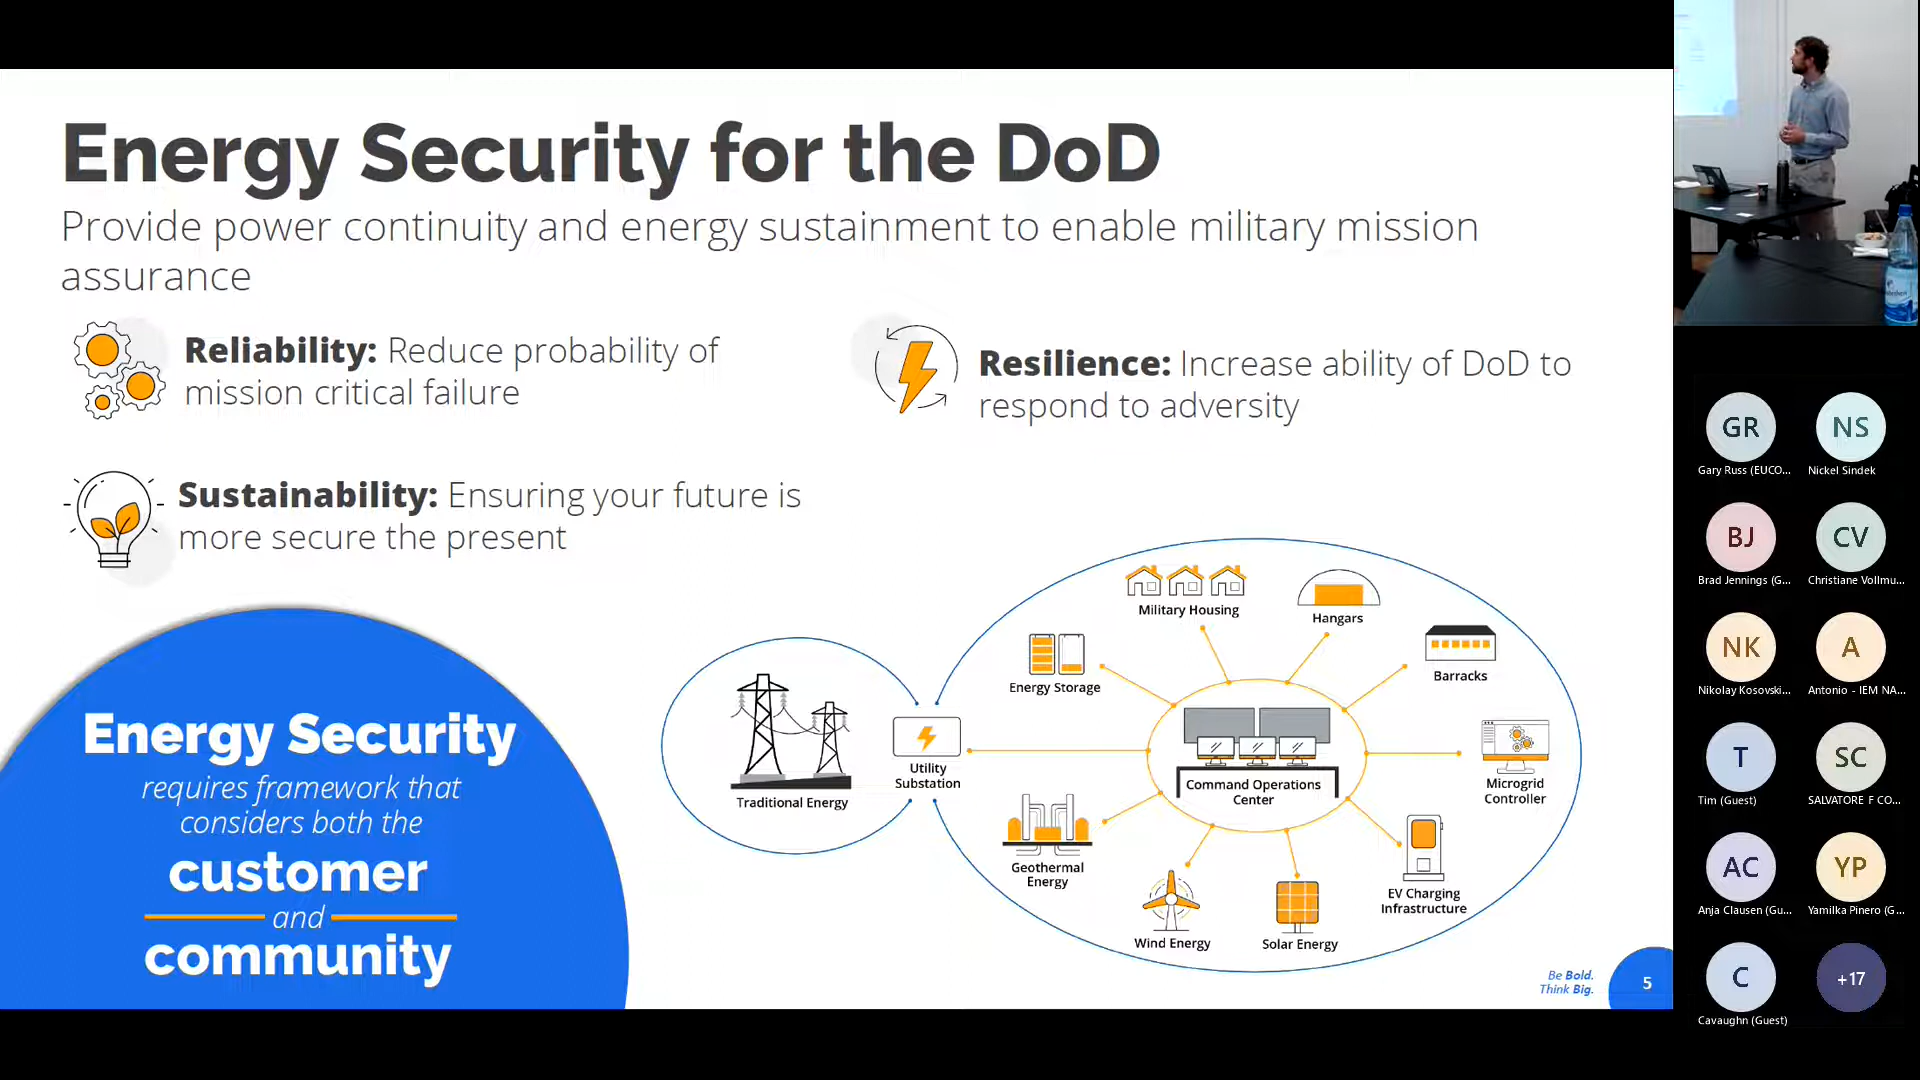 Energy Security for the DoD
Provide power continuity and energy sustainment to enable military mission
assurance
Reliability: Reduce probability of
mission critical failure
Resilience: Increase ability of DoD to
respond to adversity
Sustainability: Ensuring your future is
more secure the present
Energy Security
requires framework that
considers both the
customer
and
community
Traditional Energy
Utility
Substation
Energy Storage
Military Housing
Hangars
Barracks
Microgrid
Controller
EV Charging
Infrastructure
Solar Energy
Wind Energy
Geothermal
Energy
Command Operations
Center
Be Bold.
Think Big.
5
GR
Gary Russ (EUCO...
NS
Nickel Sindek
BJ
Brad Jennings (G...
CV
Christiane Vollmu...
NK
Nikolay Kosovski...
A
Antonio - IEM NA...
T
Tim (Guest)
SC
SALVATORE F CO...
AC
Anja Clausen (Gu...
YP
Yamilka Pinero (G...
C
Cavaughn (Guest)
+17